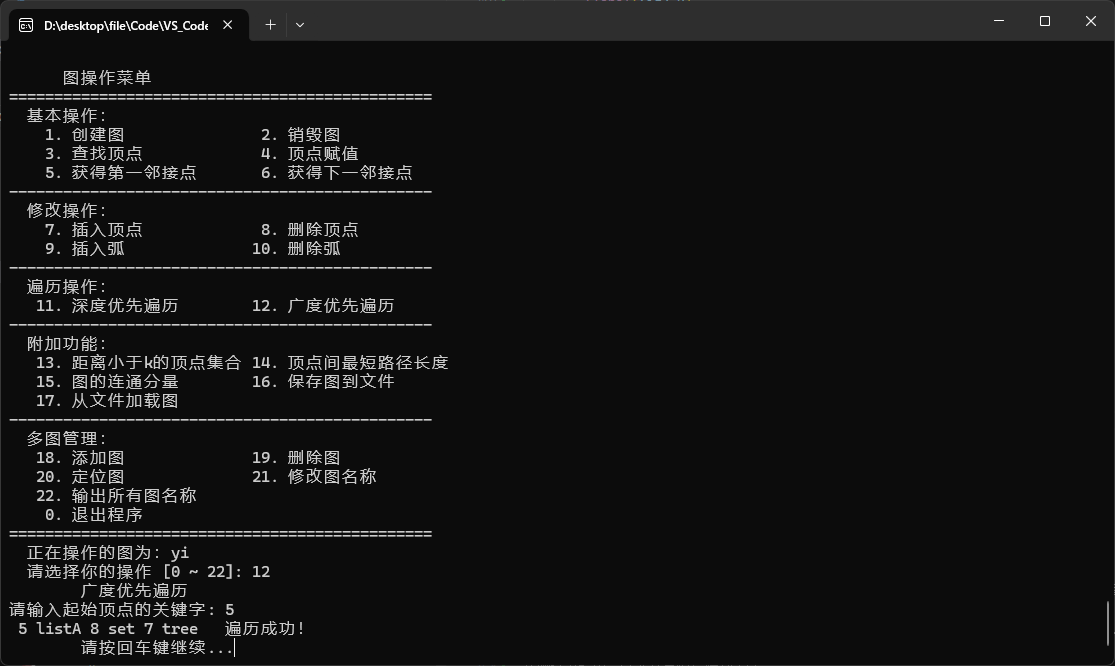 D:\desktop\file\Code\VS_Code
图操作菜单
===============================================
基本操作:
1. 创建图 2. 销毁图
3. 查找顶点 4. 顶点赋值
5. 获得第一邻接点 6. 获得下一邻接点
-----------------------------------------------
修改操作:
7. 插入顶点 8. 删除顶点
9. 插入弧 10. 删除弧
-----------------------------------------------
遍历操作:
11. 深度优先遍历 12. 广度优先遍历
-----------------------------------------------
附加功能:
13. 距离小于k的顶点集合 14. 顶点间最短路径长度
15. 图的连通分量 16. 保存图到文件
17. 从文件加载图
-----------------------------------------------
多图管理:
18. 添加图 19. 删除图
20. 定位图 21. 修改图名称
22. 输出所有图名称
0. 退出程序
===============================================
正在操作的图为: yi
请选择你的操作 [0 ~ 22]: 12
广度优先遍历
请输入起始顶点的关键字: 5
5 listA 8 set 7 tree 遍历成功!
请按回车键继续...